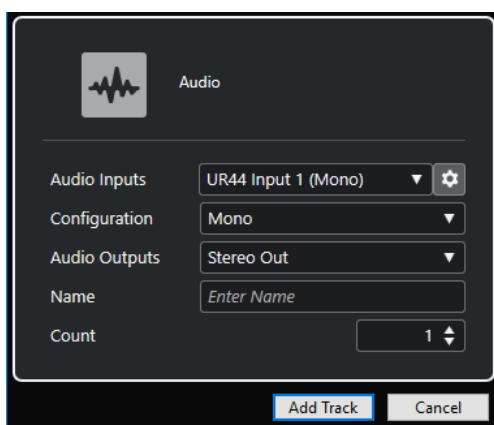 Audio
Audio Inputs UR44 Input 1 (Mono)
Configuration Mono
Audio Outputs Stereo Out
Name Enter Name
Count 1
Add Track Cancel